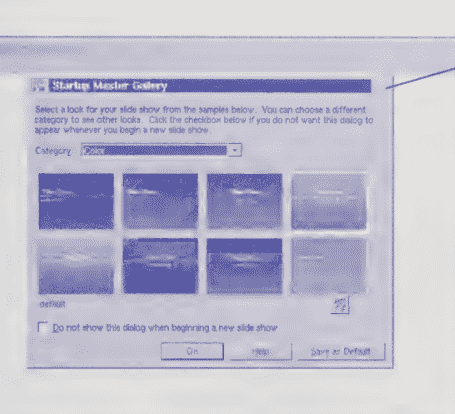 Startup Master Gallery
Select a look for your slide show from the samples below. You can choose a different
category to see other looks. Click the checkbox below if you do not want this dialog to
appear whenever you begin a new slide show.
Category: Color
default
Do not show this dialog when beginning a new slide show
OK Help Save as Default